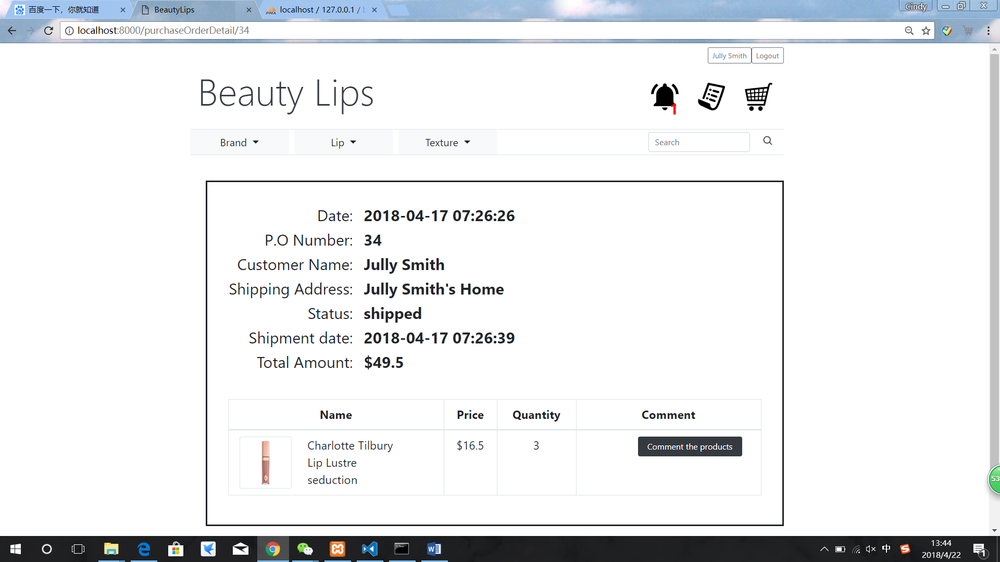 百度一下，你就知道
BeautyLips
localhost / 127.0.0.1 /
Cindy
localhost:8000/purchaseOrderDetail/34
Jully Smith
Logout
Beauty Lips
1
Brand
Lip
Texture
Search
Date: 2018-04-17 07:26:26
P.O Number: 34
Customer Name: Jully Smith
Shipping Address: Jully Smith's Home
Status: shipped
Shipment date: 2018-04-17 07:26:39
Total Amount: $49.5
Name Price Quantity Comment
Charlotte Tilbury $16.5 3 Comment the products
Lip Lustre
seduction
53
中
13:44
2018/4/22
1